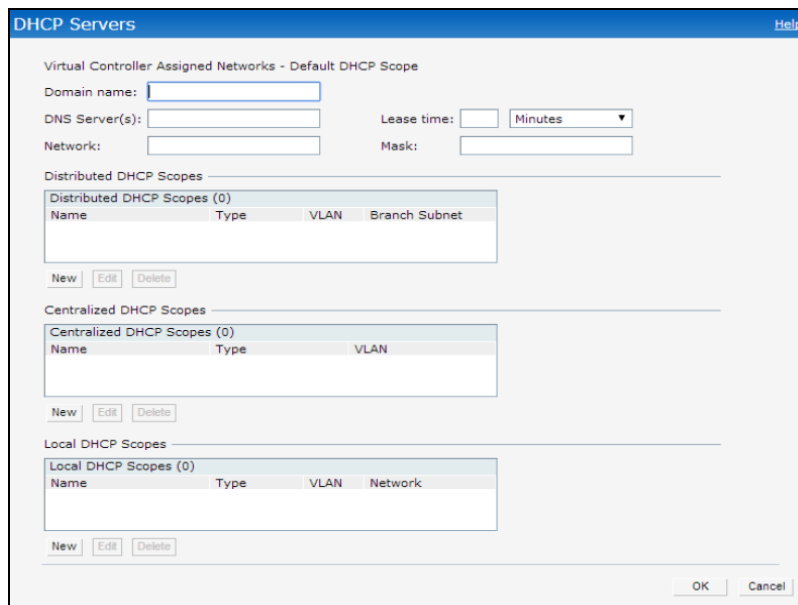 DHCP Servers Help
Virtual Controller Assigned Networks - Default DHCP Scope
Domain name:
DNS Server(s): Lease time: Minutes
Network: Mask:
Distributed DHCP Scopes
Distributed DHCP Scopes (0)
Name Type VLAN Branch Subnet
New Edit Delete
Centralized DHCP Scopes
Centralized DHCP Scopes (0)
Name Type VLAN
New Edit Delete
Local DHCP Scopes
Local DHCP Scopes (0)
Name Type VLAN Network
New Edit Delete
OK Cancel